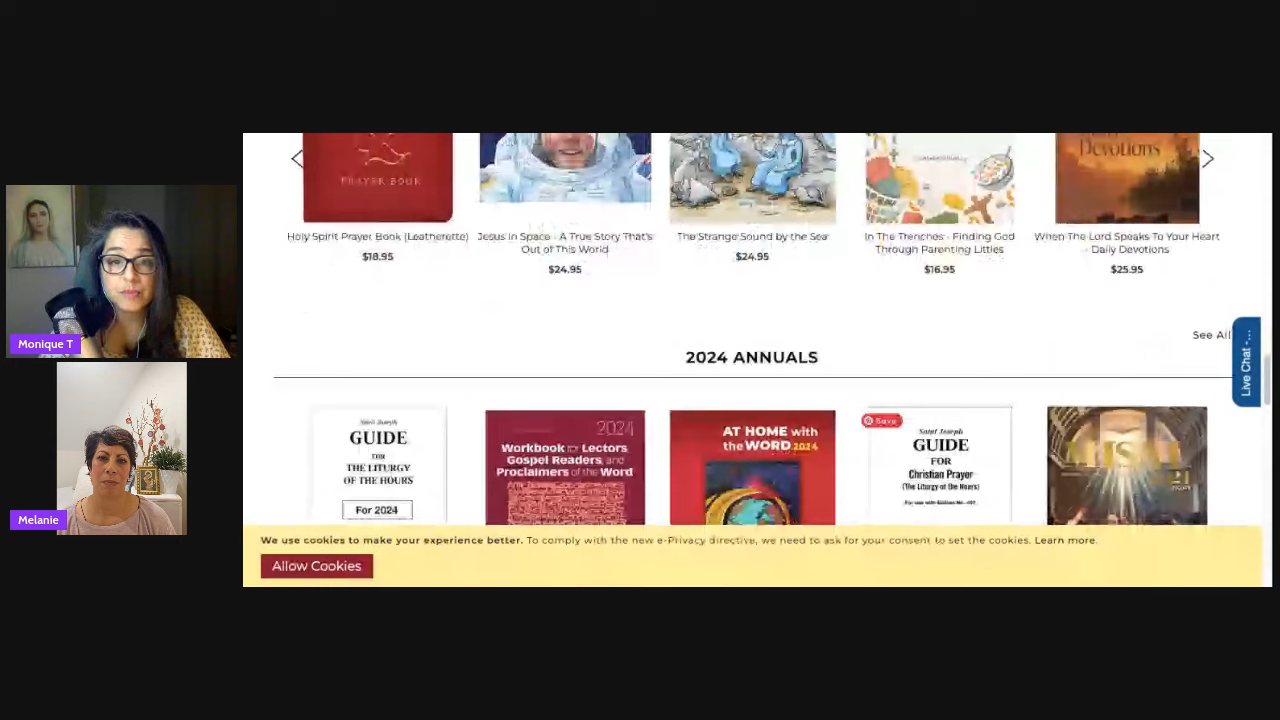 PRAYER BOOK
Devotions
Holy Spirit Prayer Book (Leatherette)
$18.95
Jesus In Space - A True Story That's
Out of This World
$24.95
The Strange Sound by the Sea
$24.95
In The Trenches - Finding God
Through Parenting Littles
$16.95
When The Lord Speaks To Your Heart
- Daily Devotions
$25.95
See All
2024 ANNUALS
Saint Joseph
GUIDE
FOR
THE LITURGY
OF THE HOURS
For 2024
2024
Workbook for Lectors,
Gospel Readers, and
Proclaimers of the Word
AT HOME with
the WORD 2024
Save
Saint Joseph
GUIDE
FOR
Christian Prayer
(The Liturgy of the Hours)
Live Chat -...
We use cookies to make your experience better. To comply with the new e-Privacy directive, we need to ask for your consent to set the cookies. Learn more.
Allow Cookies
Monique T
Melanie